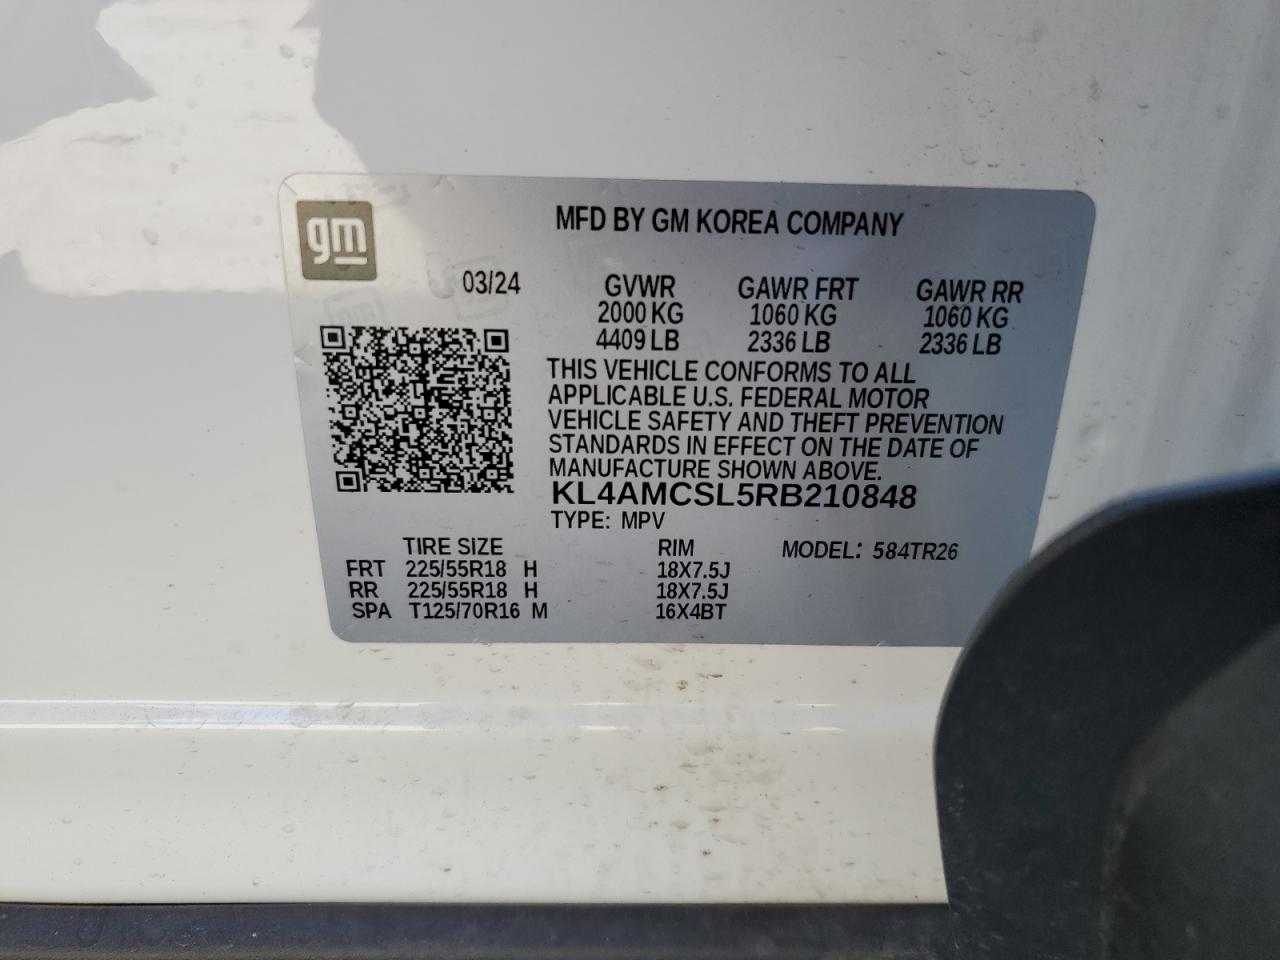 gm
MFD BY GM KOREA COMPANY
03/24 GVWR GAWR FRT GAWR RR
2000 KG 1060 KG 1060 KG
4409 LB 2336 LB 2336 LB
THIS VEHICLE CONFORMS TO ALL
APPLICABLE U.S. FEDERAL MOTOR
VEHICLE SAFETY AND THEFT PREVENTION
STANDARDS IN EFFECT ON THE DATE OF
MANUFACTURE SHOWN ABOVE.
KL4AMCSL5RB210848
TYPE: MPV
TIRE SIZE RIM MODEL: 584TR26
FRT 225/55R18 H 18X7.5J
RR 225/55R18 H 18X7.5J
SPA T125/70R16 M 16X4BT